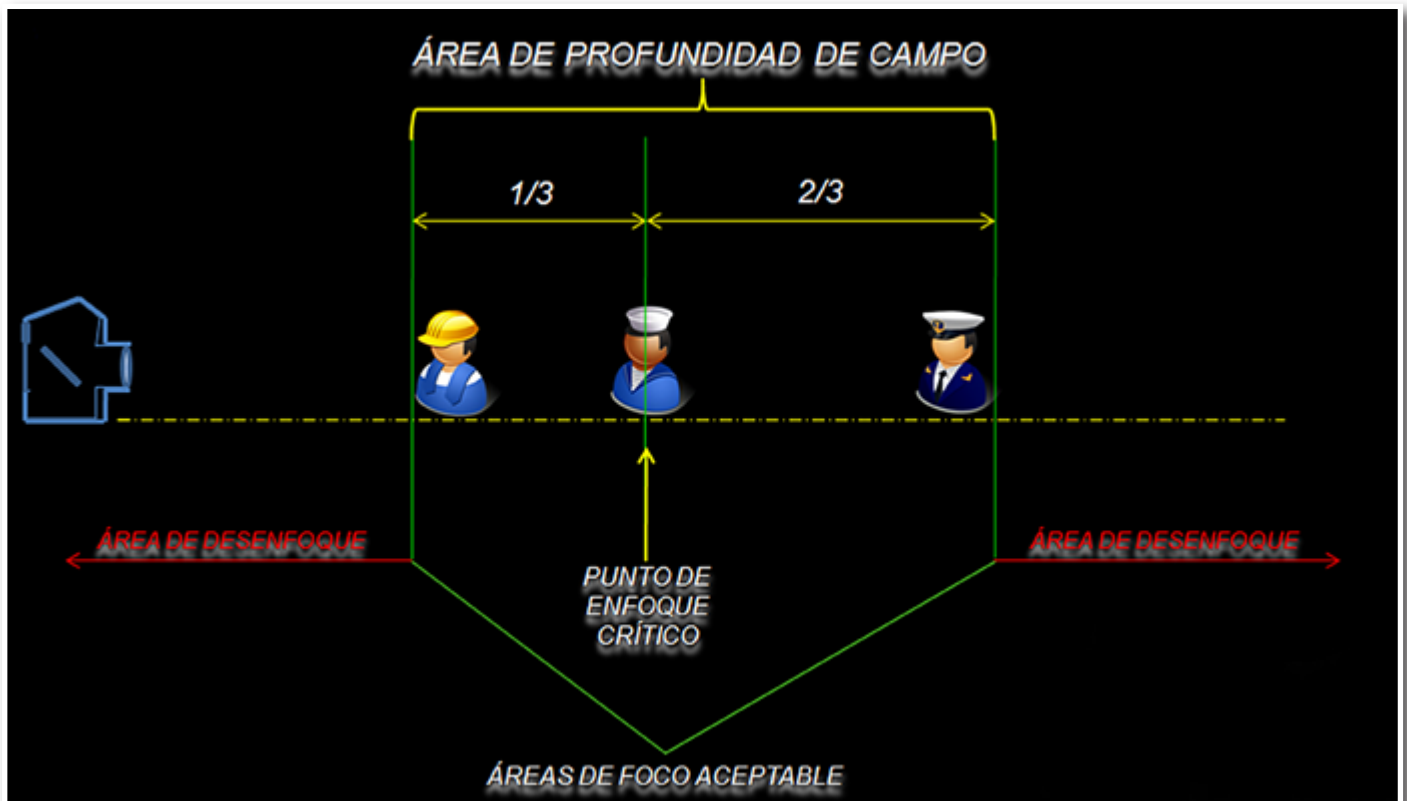 ÁREA DE PROFUNDIDAD DE CAMPO
1/3
2/3
ÁREA DE DESENFOQUE
ÁREA DE DESENFOQUE
PUNTO DE
ENFOQUE
CRÍTICO
ÁREAS DE FOCO ACEPTABLE